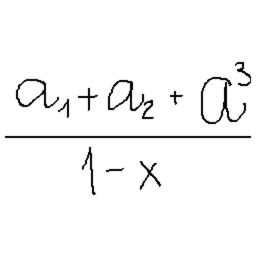 a₁ + a₂ + a³
1 - x